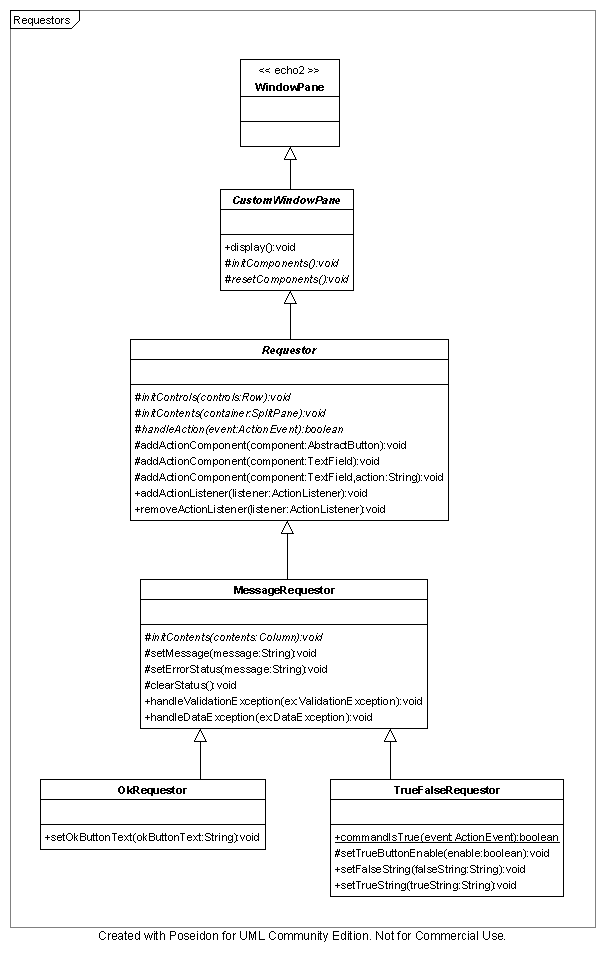 Requestors
<< echo2 >>
WindowPane
CustomWindowPane
+display():void
#initComponents():void
#resetComponents():void
Requestor
#initControls(controls:Row):void
#initContents(container:SplitPane):void
#handleAction(event:ActionEvent):boolean
#addActionComponent(component:AbstractButton):void
#addActionComponent(component:TextField):void
#addActionComponent(component:TextField,action:String):void
+addActionListener(listener:ActionListener):void
+removeActionListener(listener:ActionListener):void
MessageRequestor
#initContents(contents:Column):void
#setMessage(message:String):void
#setErrorStatus(message:String):void
#clearStatus():void
+handleValidationException(ex:ValidationException):void
+handleDataException(ex:DataException):void
OkRequestor
+setOkButtonText(okButtonText:String):void
TrueFalseRequestor
+commandIsTrue(event:ActionEvent):boolean
#setTrueButtonEnable(enable:boolean):void
+setFalseString(falseString:String):void
+setTrueString(trueString:String):void
Created with Poseidon for UML Community Edition. Not for Commercial Use.